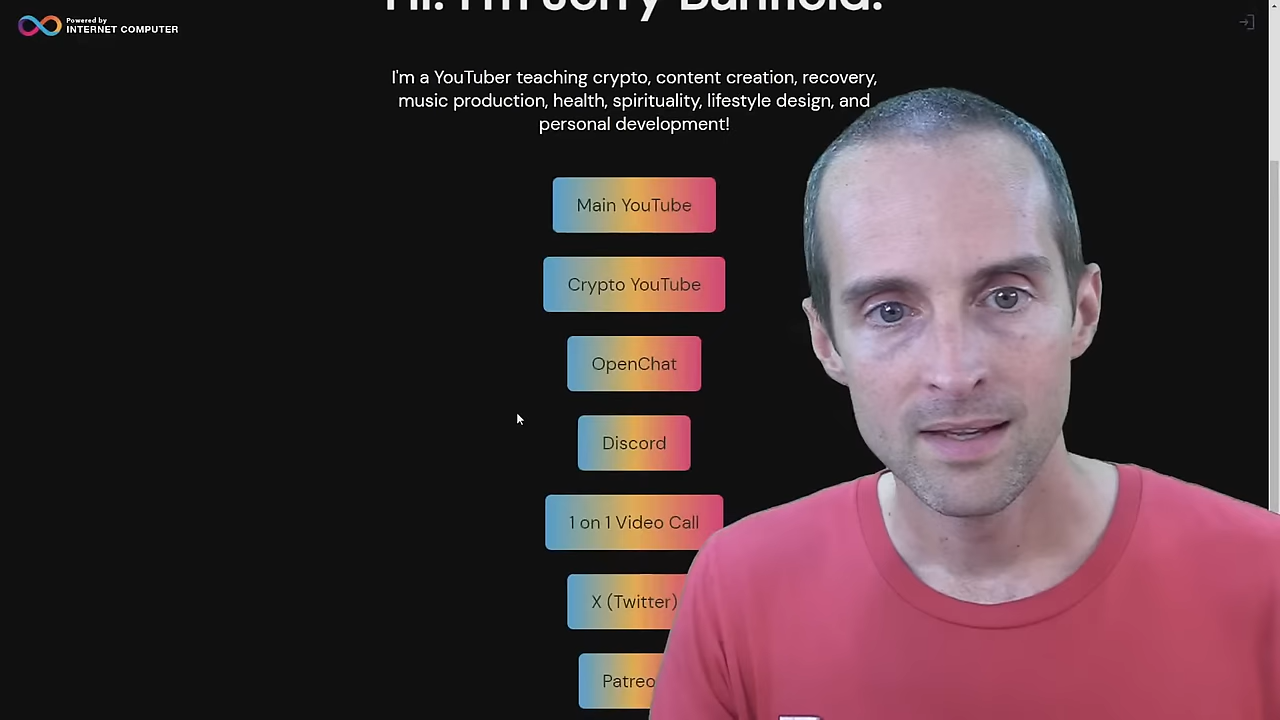 Powered by
INTERNET COMPUTER
I'm a YouTuber teaching crypto, content creation, recovery,
music production, health, spirituality, lifestyle design, and
personal development!
Main YouTube
Crypto YouTube
OpenChat
Discord
1 on 1 Video Call
X (Twitter)